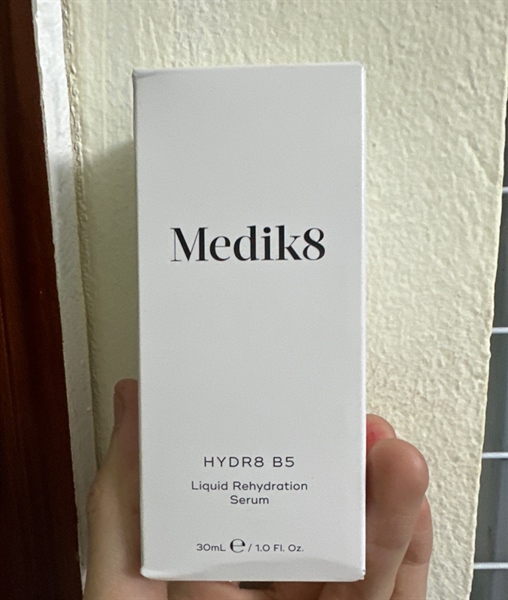 Medik8
HYDR8 B5
Liquid Rehydration
Serum
30mL ℮ / 1.0 Fl. Oz.